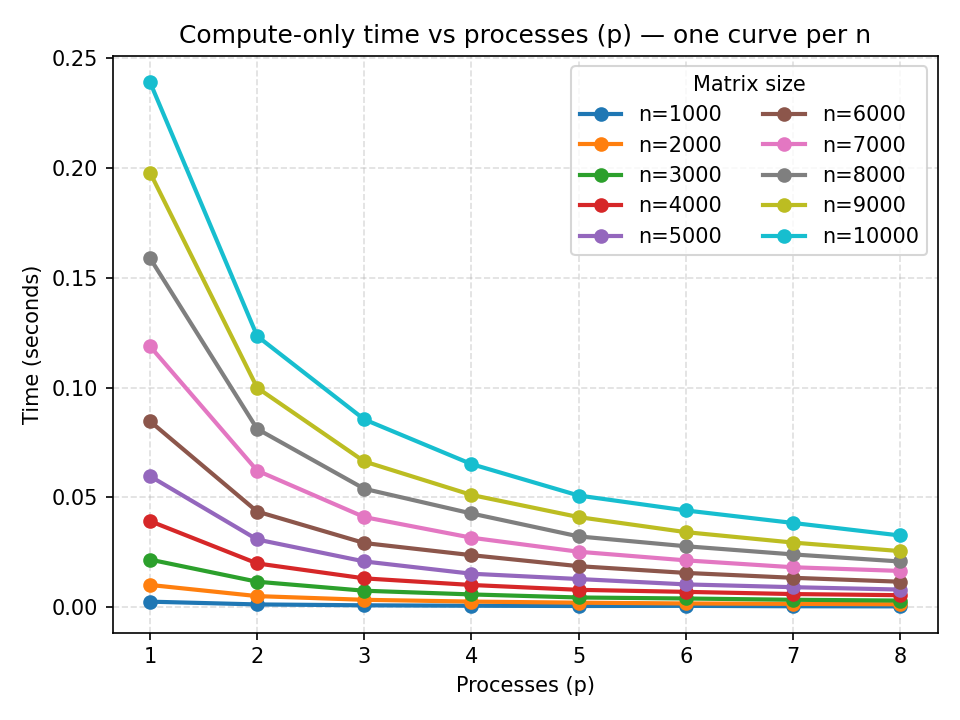 Compute-only time vs processes (p) — one curve per n
Time (seconds)
0.25
0.20
0.15
0.10
0.05
0.00
Matrix size
n=1000
n=2000
n=3000
n=4000
n=5000
n=6000
n=7000
n=8000
n=9000
n=10000
1 2 3 4 5 6 7 8
Processes (p)